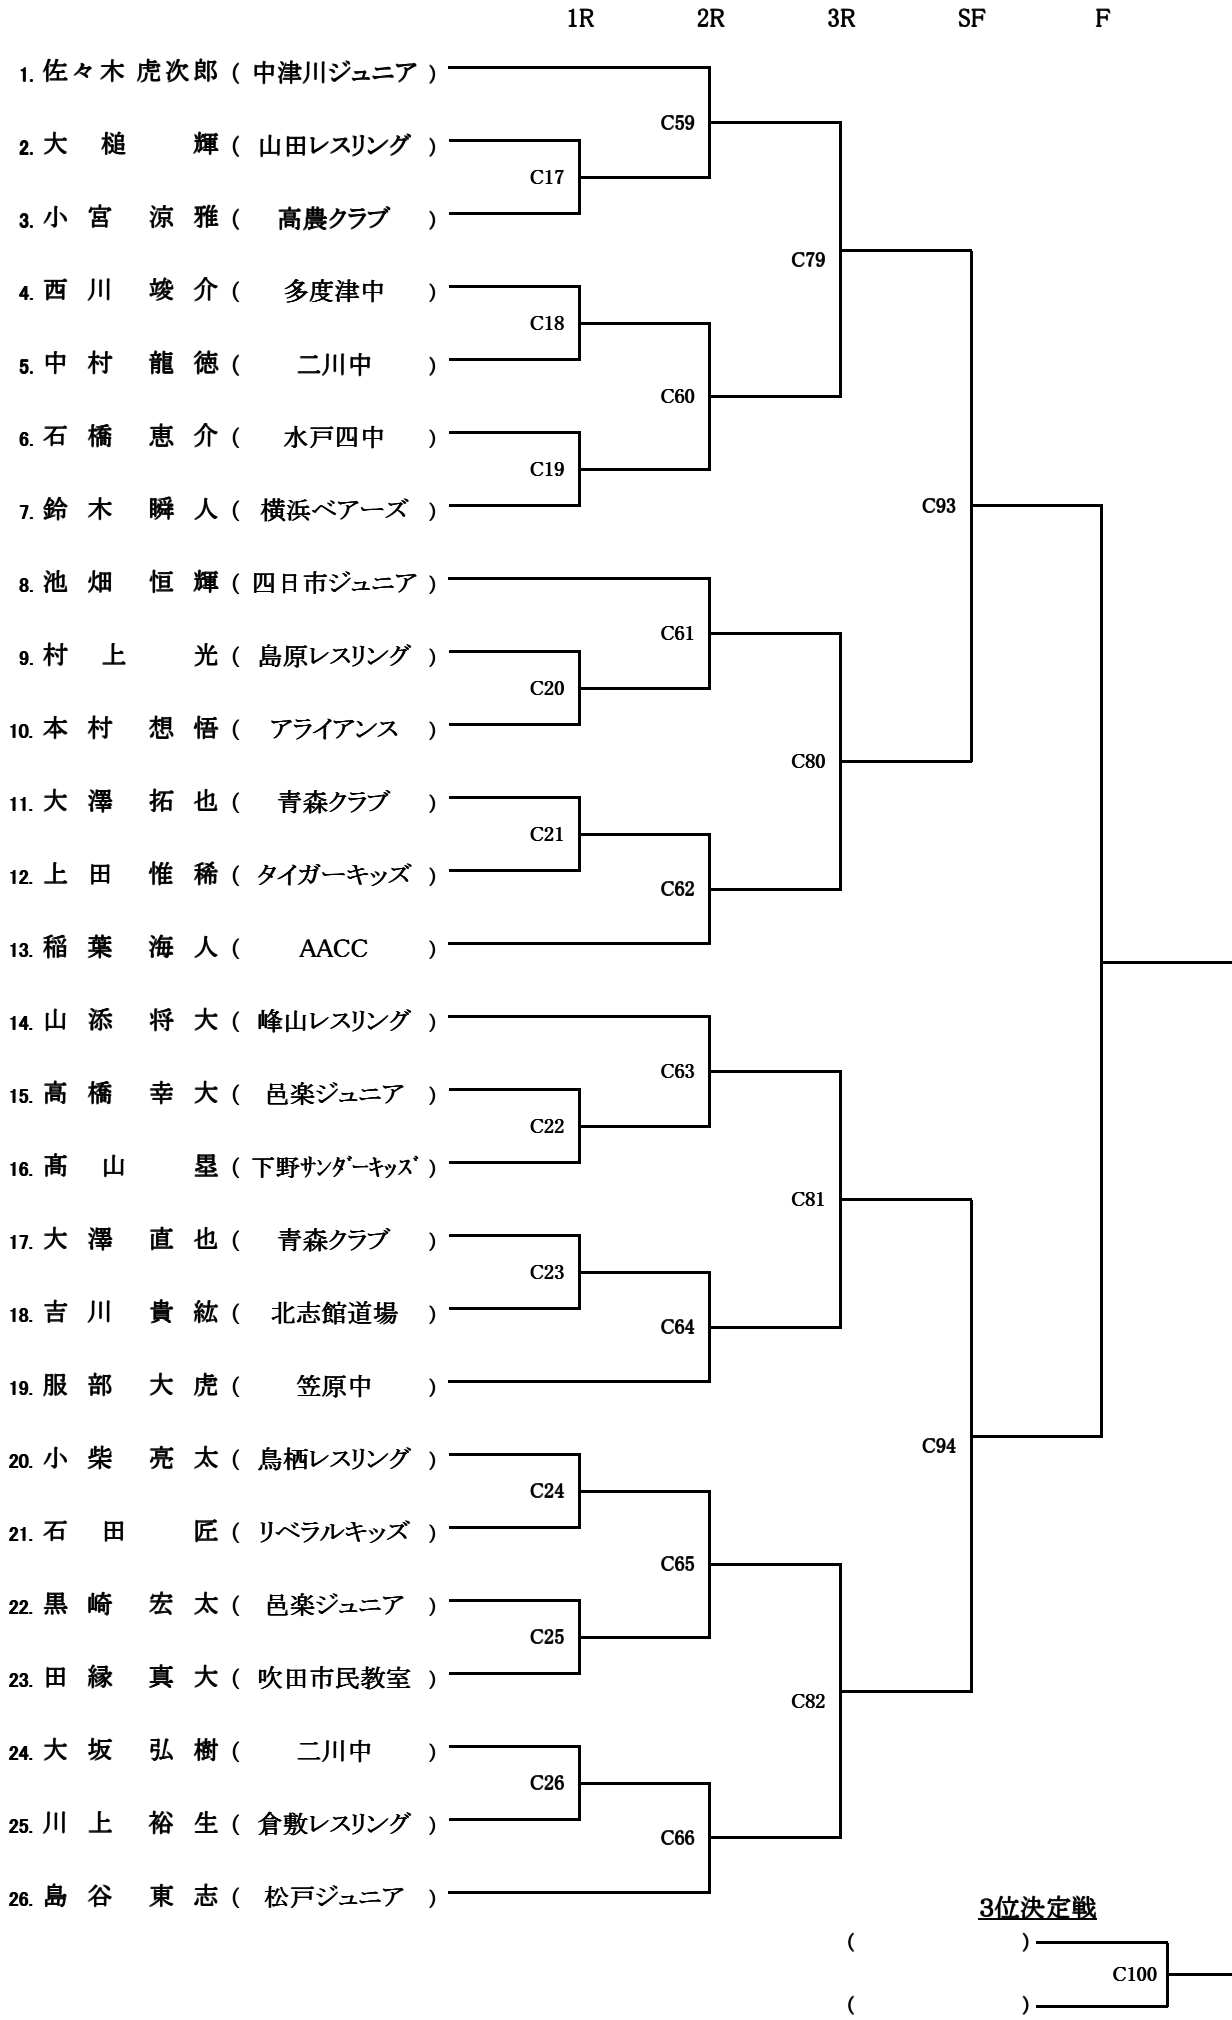 1R 2R 3R SF F
1. 佐々木 虎次郎 ( 中津川ジュニア )
C59
2. 大 槌 輝 ( 山田レスリング )
C17
3. 小 宮 涼 雅 ( 高農クラブ )
C79
4. 西 川 竣 介 ( 多度津中 )
C18
5. 中 村 龍 徳 ( 二川中 )
C60
6. 石 橋 恵 介 ( 水戸四中 )
C19
7. 鈴 木 瞬 人 ( 横浜ベアーズ )
C93
8. 池 畑 恒 輝 ( 四日市ジュニア )
C61
9. 村 上 光 ( 島原レスリング )
C20
10. 本 村 想 悟 ( アライアンス )
C80
11. 大 澤 拓 也 ( 青森クラブ )
C21
12. 上 田 惟 稀 ( タイガーキッズ )
C62
13. 稲 葉 海 人 ( AACC )
14. 山 添 将 大 ( 峰山レスリング )
C63
15. 高 橋 幸 大 ( 邑楽ジュニア )
C22
16. 髙 山 塁 ( 下野ｻﾝﾀﾞｰｷｯｽﾞ )
C81
17. 大 澤 直 也 ( 青森クラブ )
C23
18. 吉 川 貴 紘 ( 北志館道場 )
C64
19. 服 部 大 虎 ( 笠原中 )
C94
20. 小 柴 亮 太 ( 鳥栖レスリング )
C24
21. 石 田 匠 ( リベラルキッズ )
C65
22. 黒 崎 宏 太 ( 邑楽ジュニア )
C25
23. 田 縁 真 大 ( 吹田市民教室 )
C82
24. 大 坂 弘 樹 ( 二川中 )
C26
25. 川 上 裕 生 ( 倉敷レスリング )
C66
26. 島 谷 東 志 ( 松戸ジュニア )
3位決定戦
( )
C100
( )